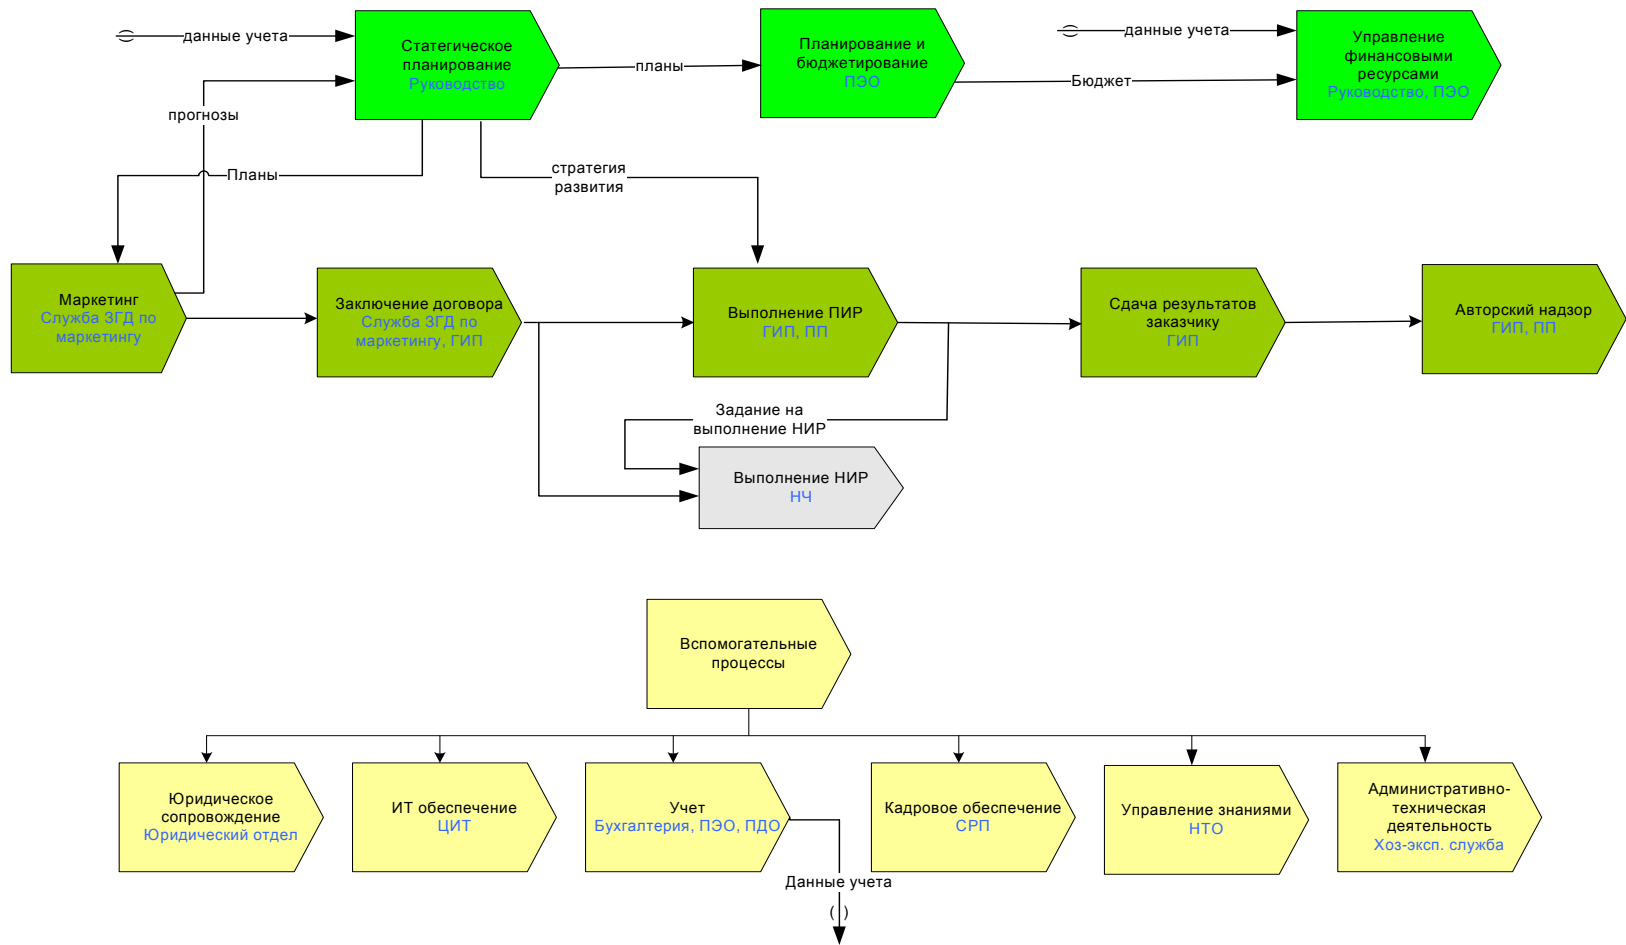 данные учета
Статегическое
планирование
Руководство
планы
Планирование и
бюджетирование
ПЭО
данные учета
Бюджет
Управление
финансовыми
ресурсами
Руководство, ПЭО
прогнозы
Планы
стратегия
развития
Маркетинг
Служба ЗГД по
маркетингу
Заключение договора
Служба ЗГД по
маркетингу, ГИП
Выполнение ПИР
ГИП, ПП
Сдача результатов
заказчику
ГИП
Авторский надзор
ГИП, ПП
Задание на
выполнение НИР
Выполнение НИР
НЧ
Вспомогательные
процессы
Юридическое
сопровождение
Юридический отдел
ИТ обеспечение
ЦИТ
Учет
Бухгалтерия, ПЭО, ПДО
Кадровое обеспечение
СРП
Управление знаниями
НТО
Административно-
техническая
деятельность
Хоз-эксп. служба
Данные учета
( )